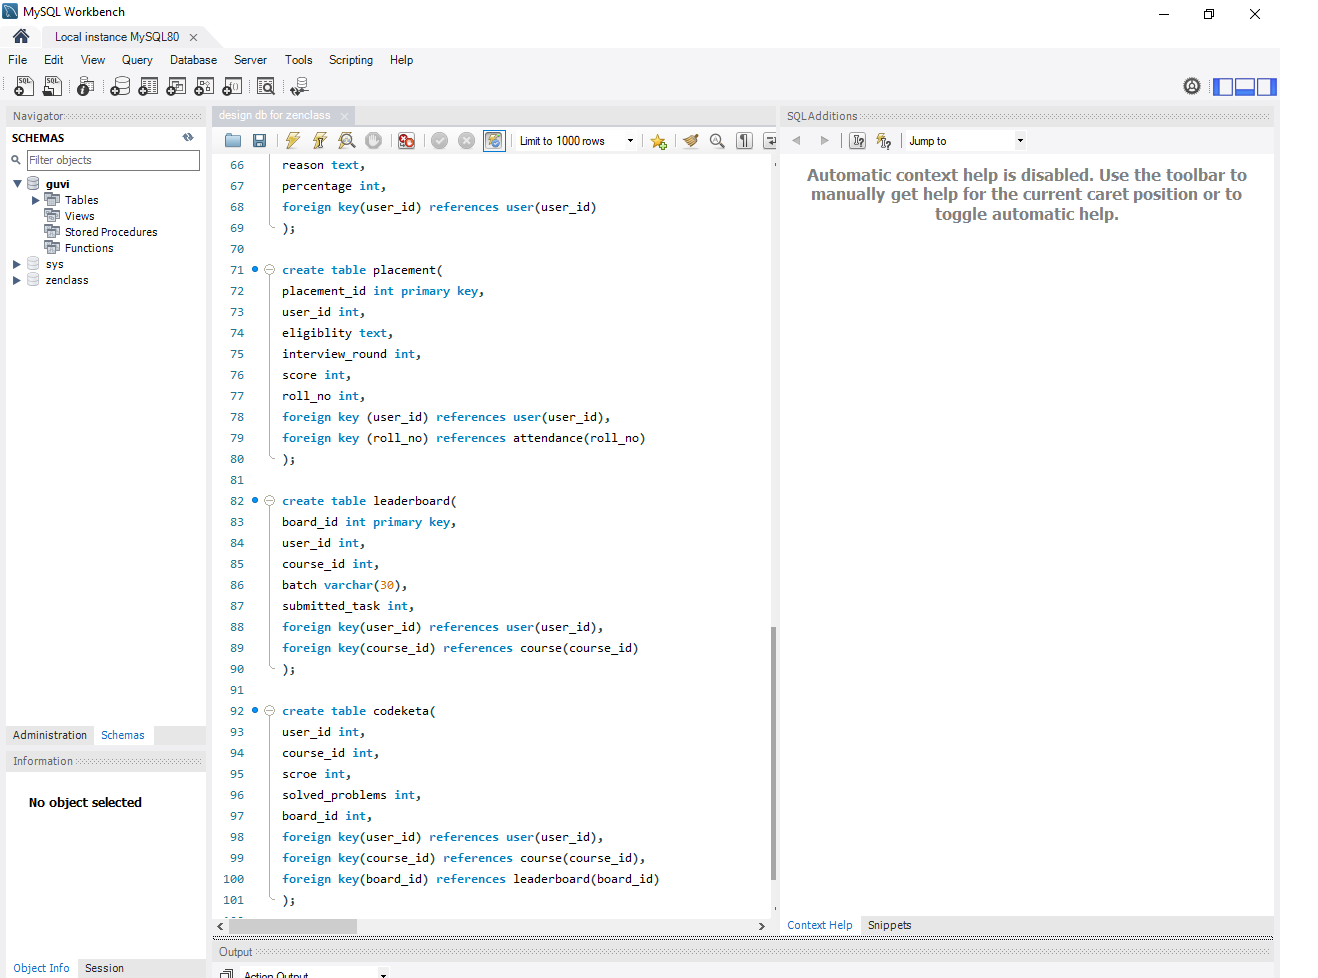 MySQL Workbench
Local instance MySQL80
File Edit View Query Database Server Tools Scripting Help
Navigator
SCHEMAS
Filter objects
guvi
Tables
Views
Stored Procedures
Functions
sys
zenclass
Administration Schemas
Information
No object selected
Object Info Session
design db for zenclass
Limit to 1000 rows
66 reason text,
67 percentage int,
68 foreign key(user_id) references user(user_id)
69 );
70
71 create table placement(
72 placement_id int primary key,
73 user_id int,
74 eligiblity text,
75 interview_round int,
76 score int,
77 roll_no int,
78 foreign key (user_id) references user(user_id),
79 foreign key (roll_no) references attendance(roll_no)
80 );
81
82 create table leaderboard(
83 board_id int primary key,
84 user_id int,
85 course_id int,
86 batch varchar(30),
87 submitted_task int,
88 foreign key(user_id) references user(user_id),
89 foreign key(course_id) references course(course_id)
90 );
91
92 create table codeketa(
93 user_id int,
94 course_id int,
95 scroe int,
96 solved_problems int,
97 board_id int,
98 foreign key(user_id) references user(user_id),
99 foreign key(course_id) references course(course_id),
100 foreign key(board_id) references leaderboard(board_id)
101 );
Output
Action Output
SQLAdditions
Jump to
Automatic context help is disabled. Use the toolbar to
manually get help for the current caret position or to
toggle automatic help.
Context Help Snippets